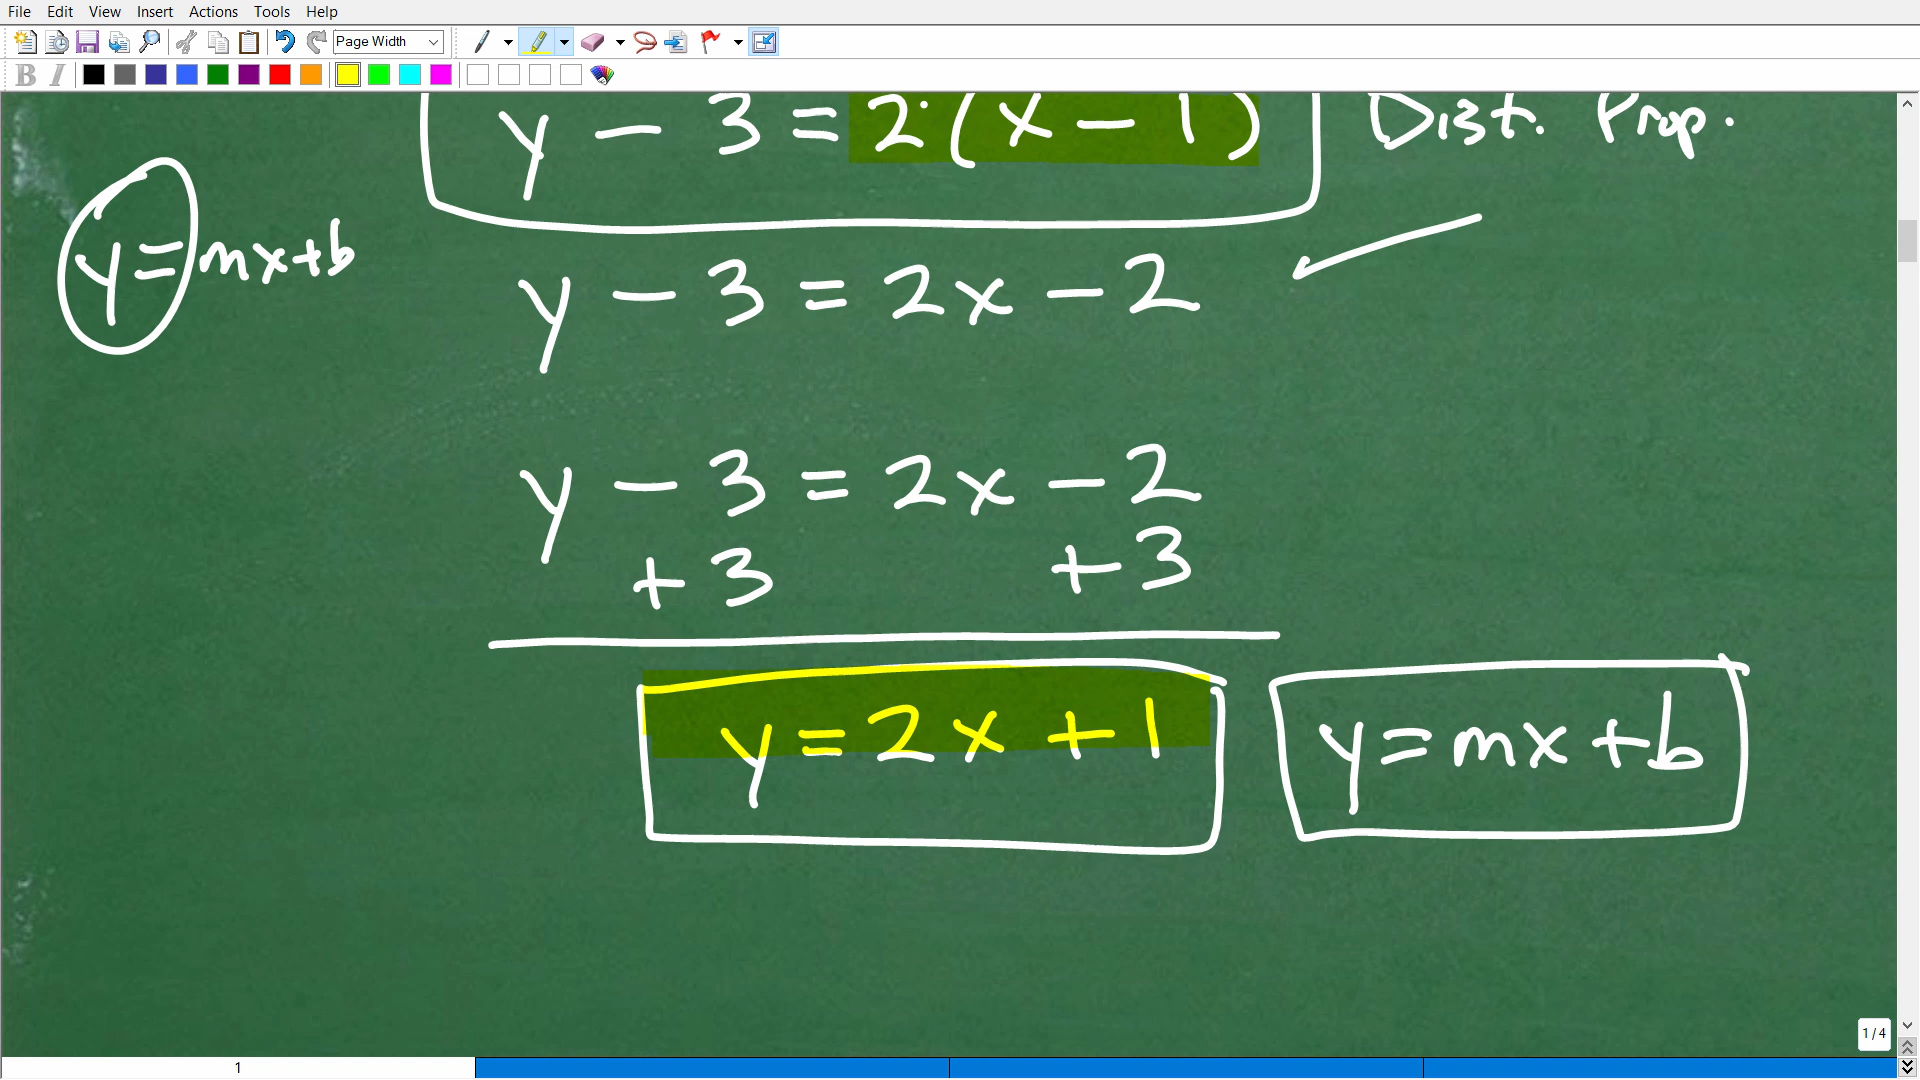 File Edit View Insert Actions Tools Help
Page Width
B I
y - 3 = 2 · (x - 1) Dist. Prop.
y = mx + b
y - 3 = 2x - 2
y - 3 = 2x - 2
+ 3 + 3
y = 2x + 1 y = mx + b
1 / 4
1